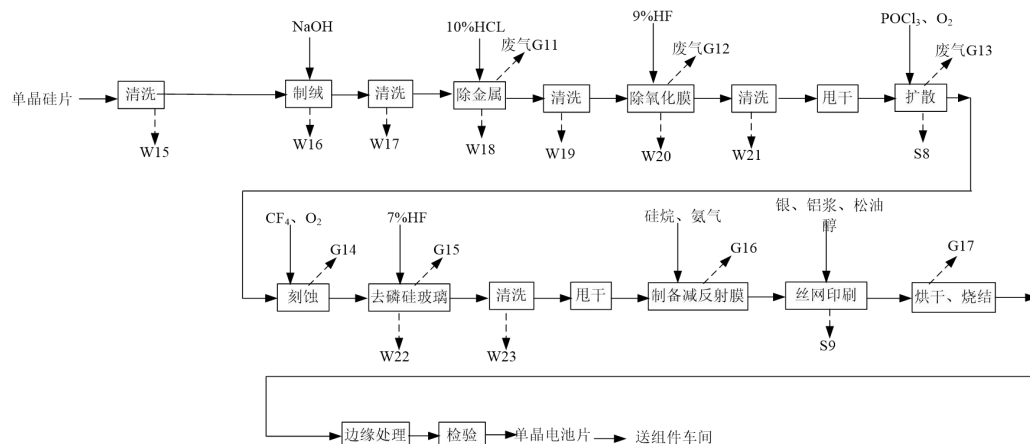 NaOH
10%HCL
废气G11
9%HF
废气G12
POCl₃、O₂
废气G13
单晶硅片
清洗
制绒
清洗
除金属
清洗
除氧化膜
清洗
甩干
扩散
W15
W16
W17
W18
W19
W20
W21
S8
CF₄、O₂
G14
7%HF
G15
硅烷、氨气
G16
银、铝浆、松油
醇
G17
刻蚀
去磷硅玻璃
清洗
甩干
制备减反射膜
丝网印刷
烘干、烧结
W22
W23
S9
边缘处理
检验
单晶电池片
送组件车间